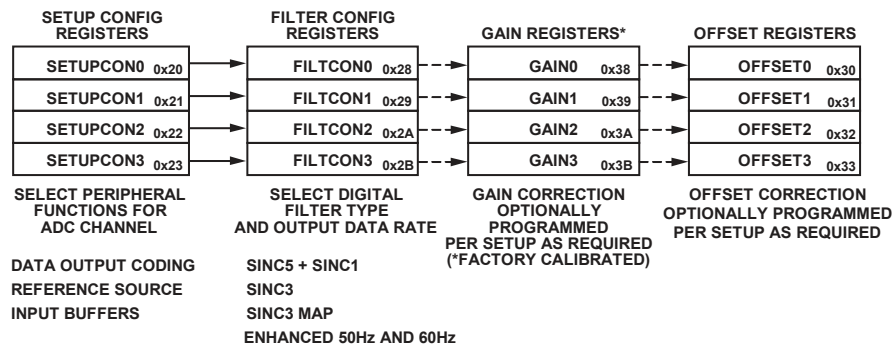 SETUP CONFIG
REGISTERS
FILTER CONFIG
REGISTERS
GAIN REGISTERS*
OFFSET REGISTERS
SETUPCON0 0x20
FILTCON0 0x28
GAIN0 0x38
OFFSET0 0x30
SETUPCON1 0x21
FILTCON1 0x29
GAIN1 0x39
OFFSET1 0x31
SETUPCON2 0x22
FILTCON2 0x2A
GAIN2 0x3A
OFFSET2 0x32
SETUPCON3 0x23
FILTCON3 0x2B
GAIN3 0x3B
OFFSET3 0x33
SELECT PERIPHERAL
FUNCTIONS FOR
ADC CHANNEL
SELECT DIGITAL
FILTER TYPE
AND OUTPUT DATA RATE
GAIN CORRECTION
OPTIONALLY
PROGRAMMED
PER SETUP AS REQUIRED
(*FACTORY CALIBRATED)
OFFSET CORRECTION
OPTIONALLY PROGRAMMED
PER SETUP AS REQUIRED
DATA OUTPUT CODING
REFERENCE SOURCE
INPUT BUFFERS
SINC5 + SINC1
SINC3
SINC3 MAP
ENHANCED 50Hz AND 60Hz